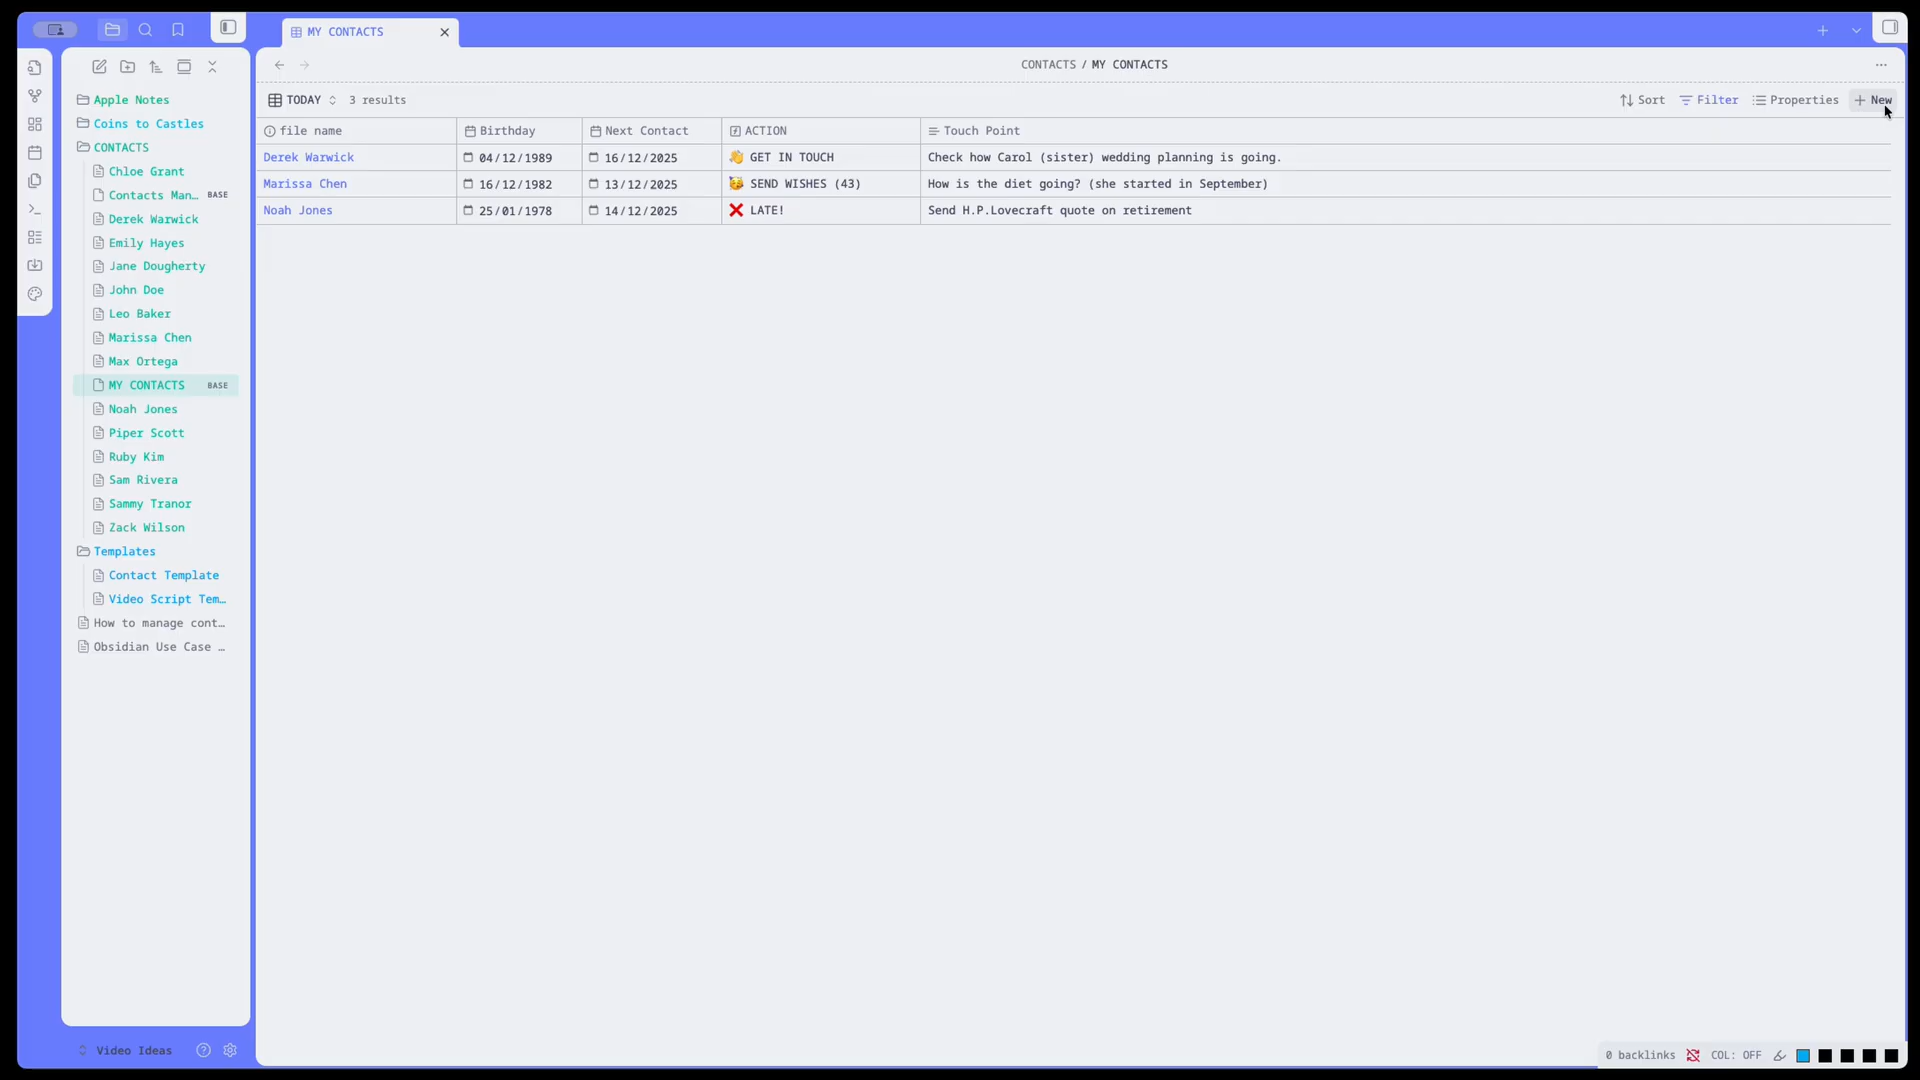 MY CONTACTS
CONTACTS / MY CONTACTS
TODAY 3 results
Sort Filter Properties New
file name Birthday Next Contact ACTION Touch Point
Derek Warwick 04/12/1989 16/12/2025 👋 GET IN TOUCH Check how Carol (sister) wedding planning is going.
Marissa Chen 16/12/1982 13/12/2025 🥳 SEND WISHES (43) How is the diet going? (she started in September)
Noah Jones 25/01/1978 14/12/2025 ❌ LATE! Send H.P.Lovecraft quote on retirement
Apple Notes
Coins to Castles
CONTACTS
Chloe Grant
Contacts Man… BASE
Derek Warwick
Emily Hayes
Jane Dougherty
John Doe
Leo Baker
Marissa Chen
Max Ortega
MY CONTACTS BASE
Noah Jones
Piper Scott
Ruby Kim
Sam Rivera
Sammy Tranor
Zack Wilson
Templates
Contact Template
Video Script Tem…
How to manage cont…
Obsidian Use Case …
Video Ideas
0 backlinks COL: OFF